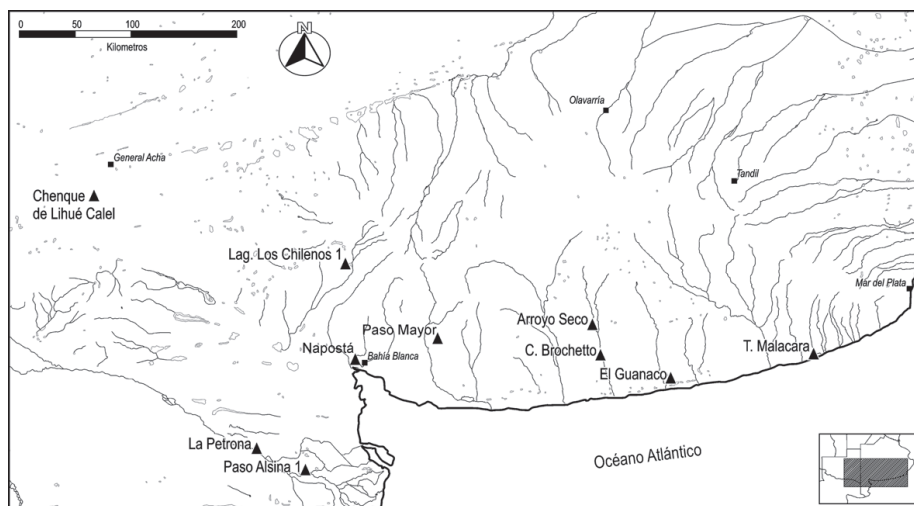 0 50 100 200
Kilometros
N
Olavarría
General Acha
Tandil
Chenque
de Lihué Calel
Lag. Los Chilenos 1
Mar del Plata
Arroyo Seco
Paso Mayor
Napostá
Bahía Blanca
C. Brochetto
T. Malacara
El Guanaco
La Petrona
Paso Alsina 1
Océano Atlántico